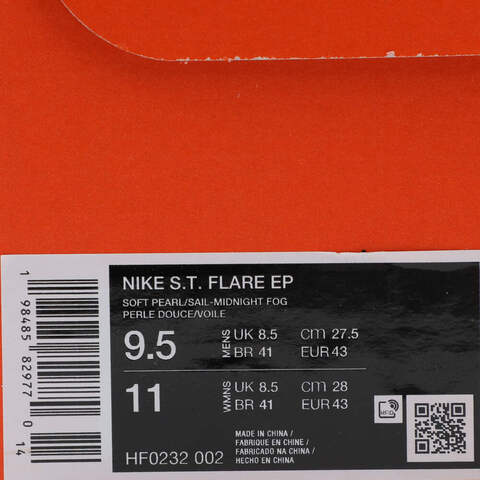 NIKE S.T. FLARE EP
SOFT PEARL/SAIL-MIDNIGHT FOG
PERLE DOUCE/VOILE
9.5 MENS UK 8.5 CM 27.5
BR 41 EUR 43
11 WMNS UK 8.5 CM 28
BR 41 EUR 43
HF0232 002
MADE IN CHINA /
FABRIQUE EN CHINE /
FABRICADO NA CHINA /
HECHO EN CHINA
1 98485 82977 0 14